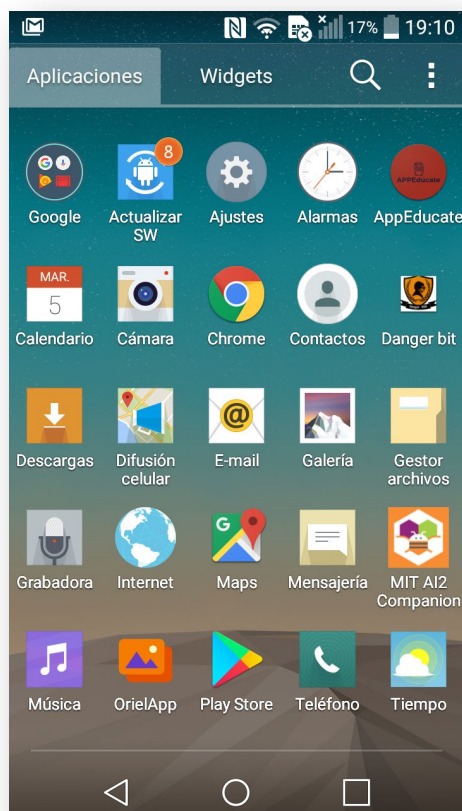 17% 19:10
Aplicaciones Widgets
8
Google Actualizar SW Ajustes Alarmas AppEducate
APPEducate
MAR.
5
Calendario Cámara Chrome Contactos Danger bit
Descargas Difusión celular E-mail Galería Gestor archivos
G
Grabadora Internet Maps Mensajería MIT AI2 Companion
Música OrielApp Play Store Teléfono Tiempo